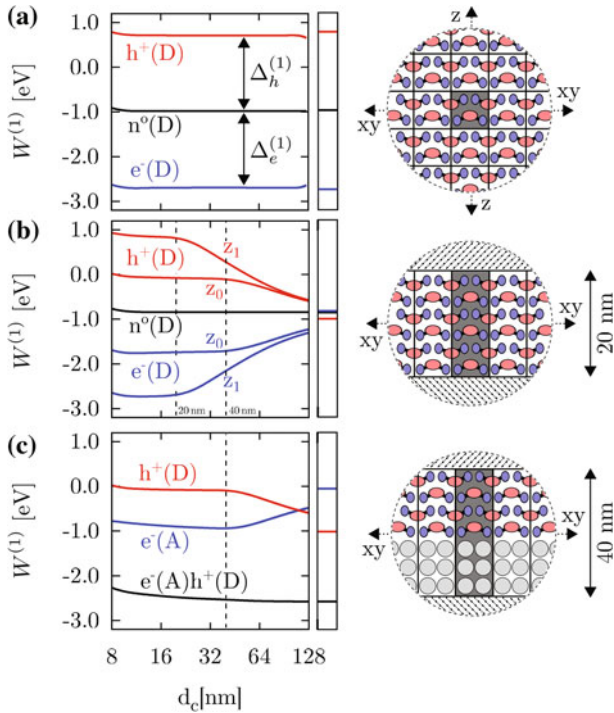 (a)
1.0
0.0
-1.0
-2.0
-3.0
W⁽¹⁾ [eV]
h⁺(D)
Δₕ⁽¹⁾
n⁰(D)
Δₑ⁽¹⁾
e⁻(D)
z
xy xy
z
(b)
1.0
0.0
-1.0
-2.0
-3.0
W⁽¹⁾ [eV]
h⁺(D)
z₁
z₀
n⁰(D)
z₀
e⁻(D)
z₁
20 nm 40 nm
xy xy
20 nm
(c)
1.0
0.0
-1.0
-2.0
-3.0
W⁽¹⁾ [eV]
h⁺(D)
e⁻(A)
e⁻(A)h⁺(D)
xy xy
40 nm
8 16 32 64 128
d_c[nm]